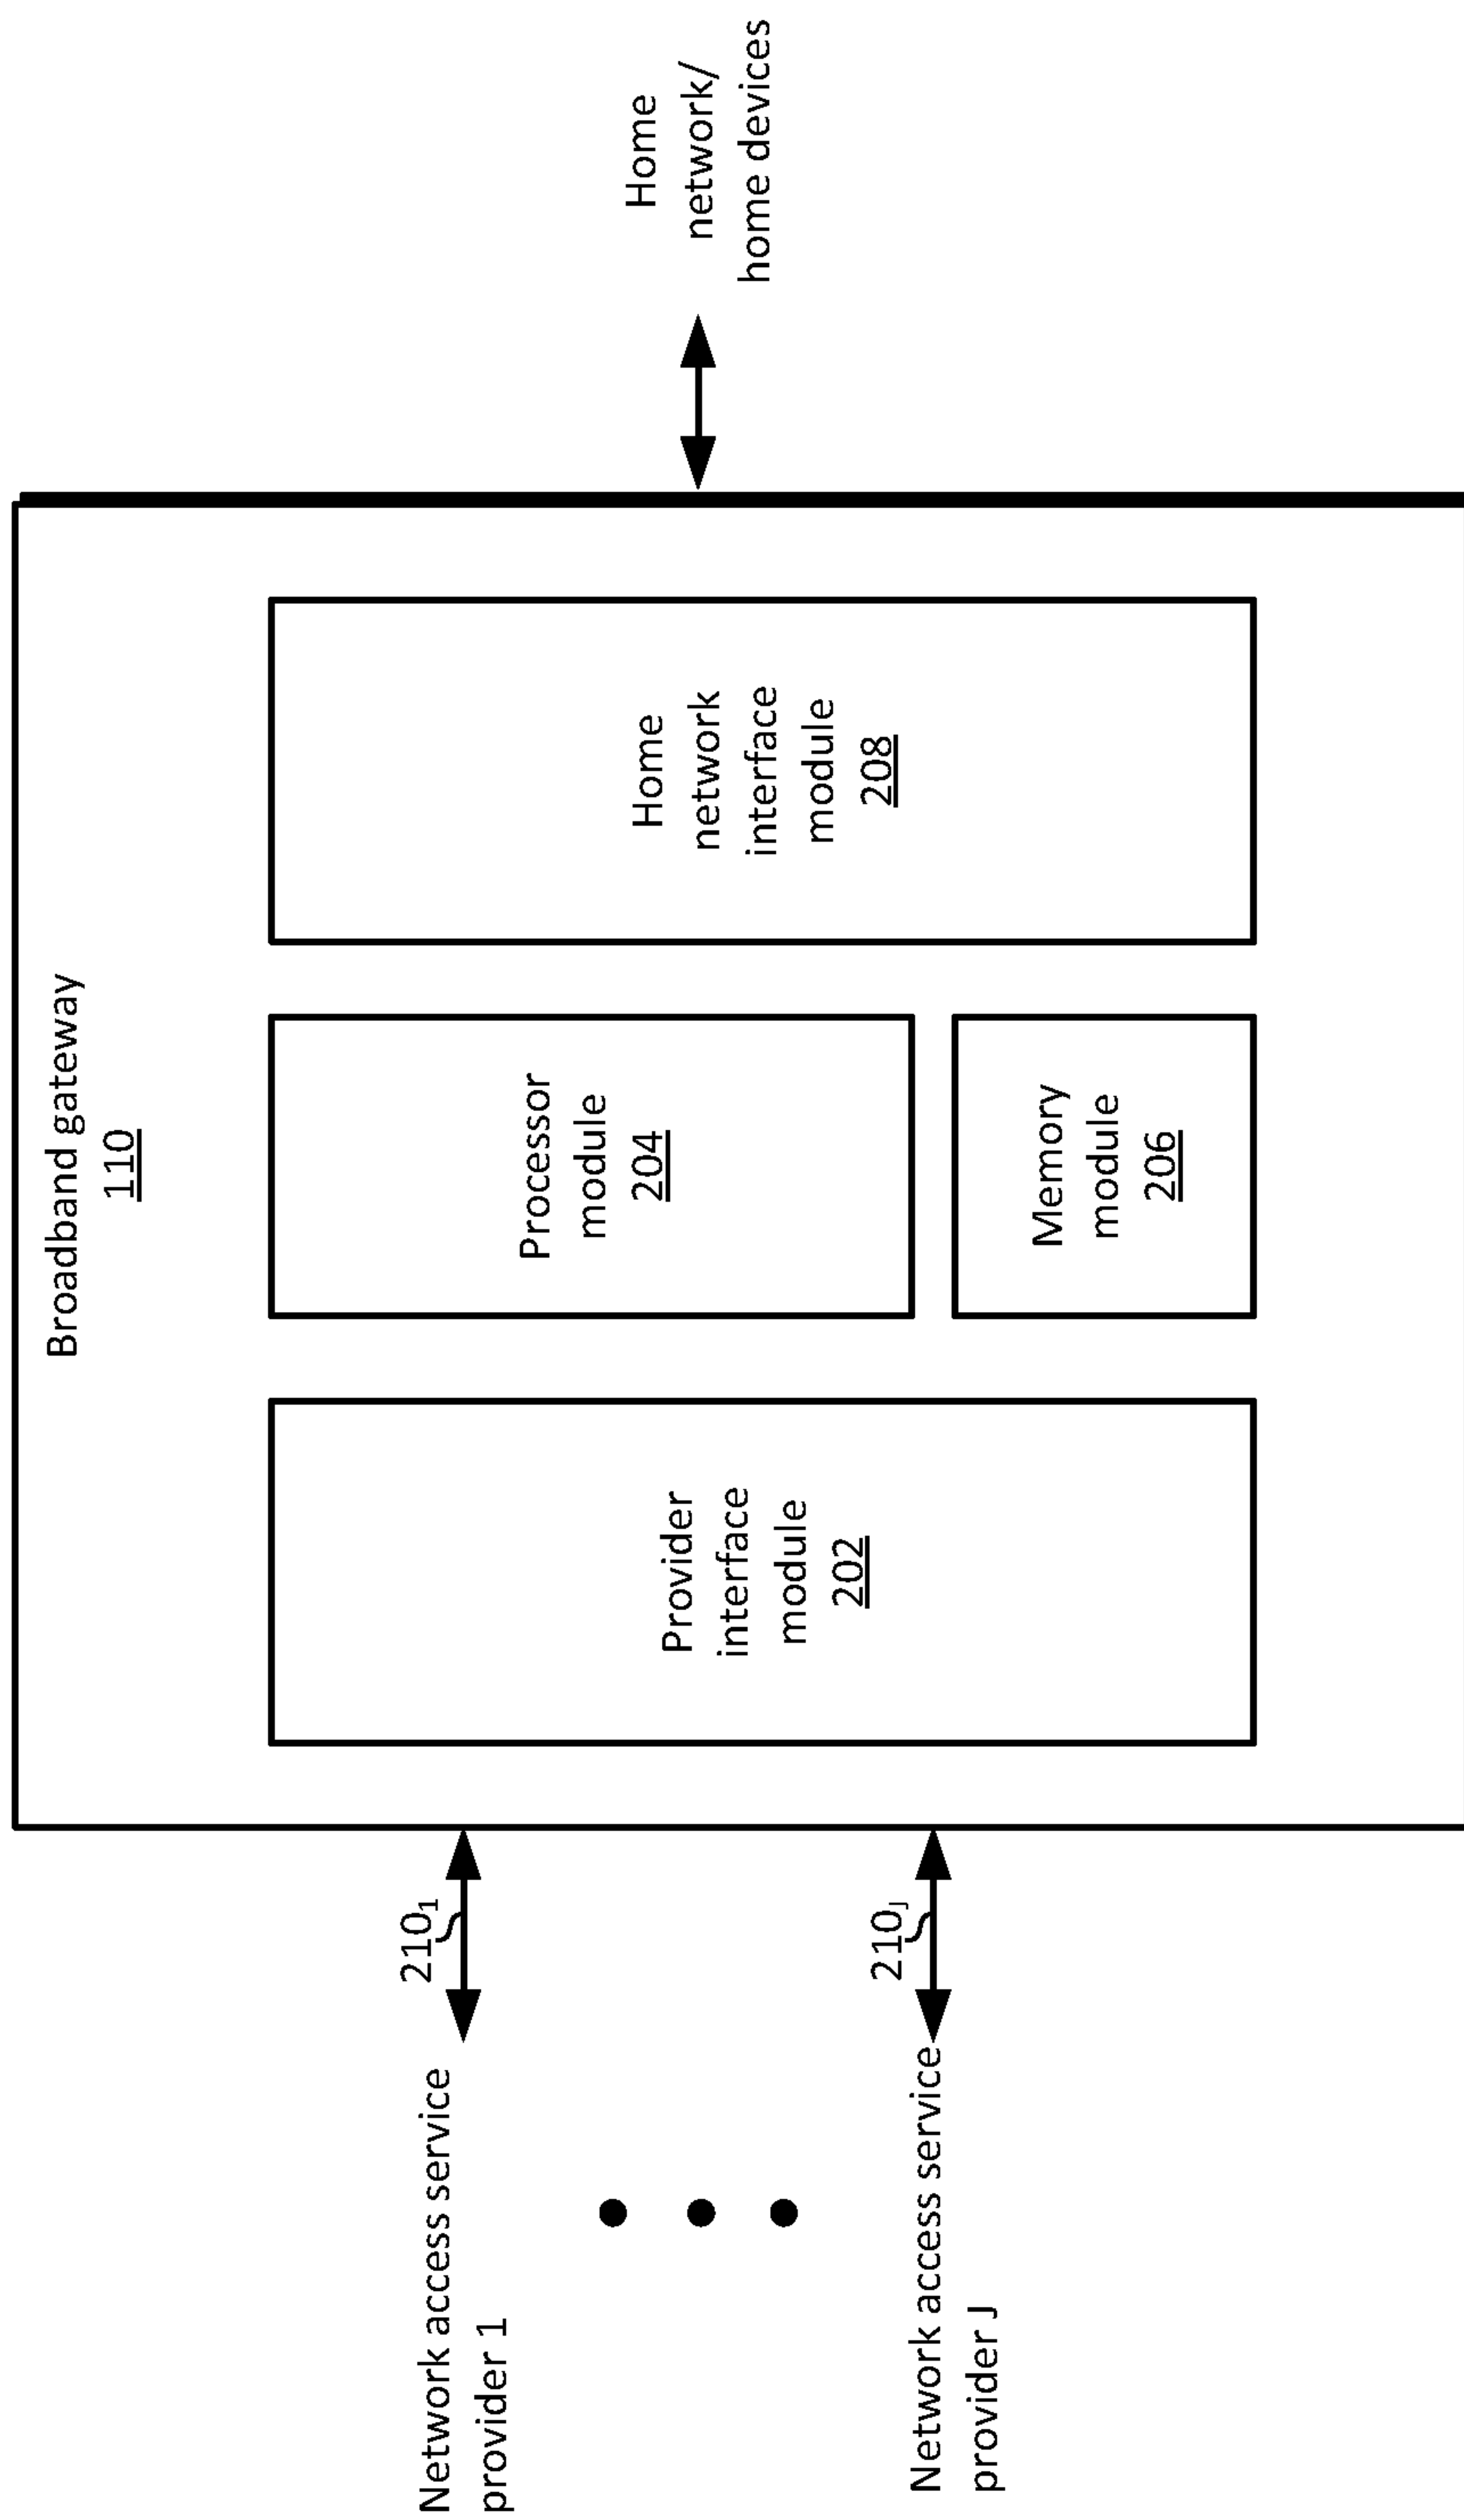 Broadband gateway
110
Network access service
provider 1
210₁
Network access service
provider J
210J
Provider
interface
module
202
Processor
module
204
Memory
module
206
Home
network
interface
module
208
Home
network/
home devices